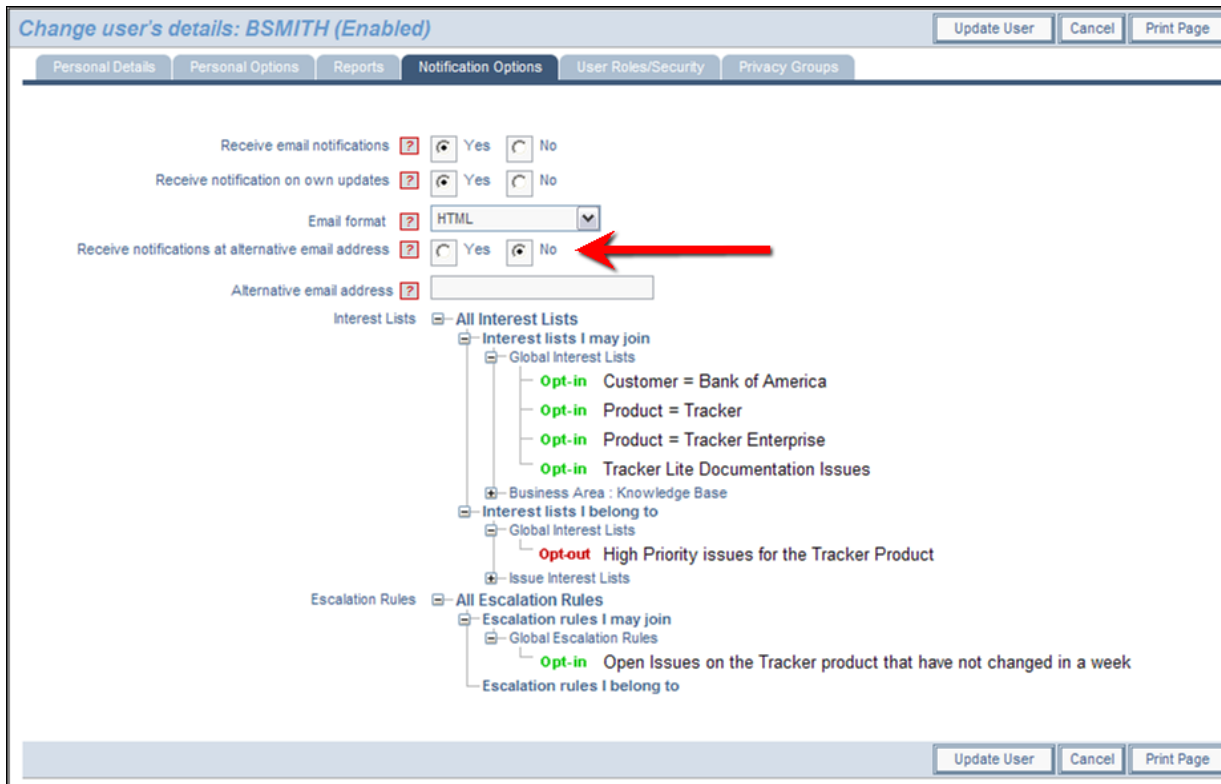 Change user's details: BSMITH (Enabled) Update User Cancel Print Page
Personal Details Personal Options Reports Notification Options User Roles/Security Privacy Groups
Receive email notifications ? Yes No
Receive notification on own updates ? Yes No
Email format ? HTML
Receive notifications at alternative email address ? Yes No
Alternative email address ?
Interest Lists All Interest Lists
Interest lists I may join
Global Interest Lists
Opt-in Customer = Bank of America
Opt-in Product = Tracker
Opt-in Product = Tracker Enterprise
Opt-in Tracker Lite Documentation Issues
Business Area : Knowledge Base
Interest lists I belong to
Global Interest Lists
Opt-out High Priority issues for the Tracker Product
Issue Interest Lists
Escalation Rules All Escalation Rules
Escalation rules I may join
Global Escalation Rules
Opt-in Open Issues on the Tracker product that have not changed in a week
Escalation rules I belong to
Update User Cancel Print Page